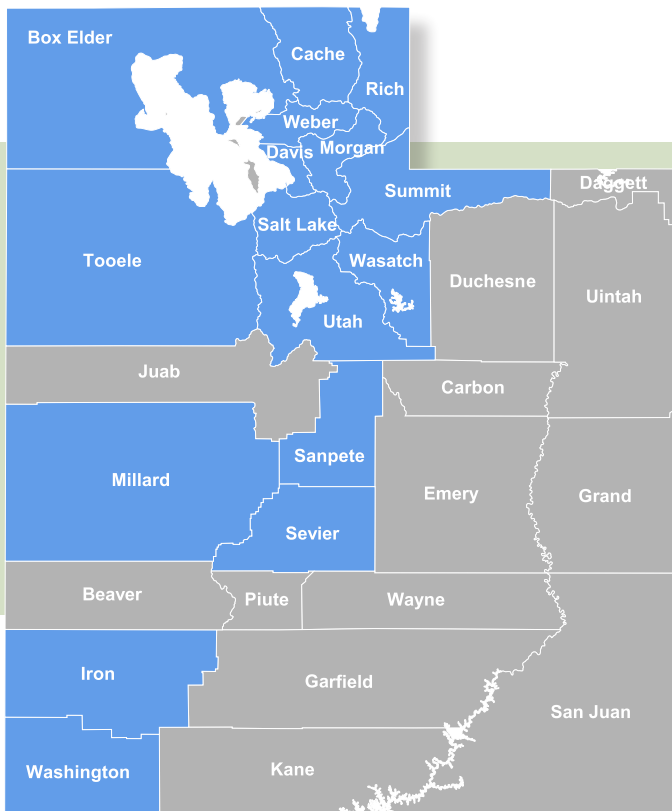 Box Elder
Cache
Rich
Weber
Davis
Morgan
Daggett
Summit
Salt Lake
Wasatch
Tooele
Duchesne
Uintah
Utah
Juab
Carbon
Sanpete
Millard
Emery
Grand
Sevier
Beaver
Piute
Wayne
Iron
Garfield
San Juan
Kane
Washington